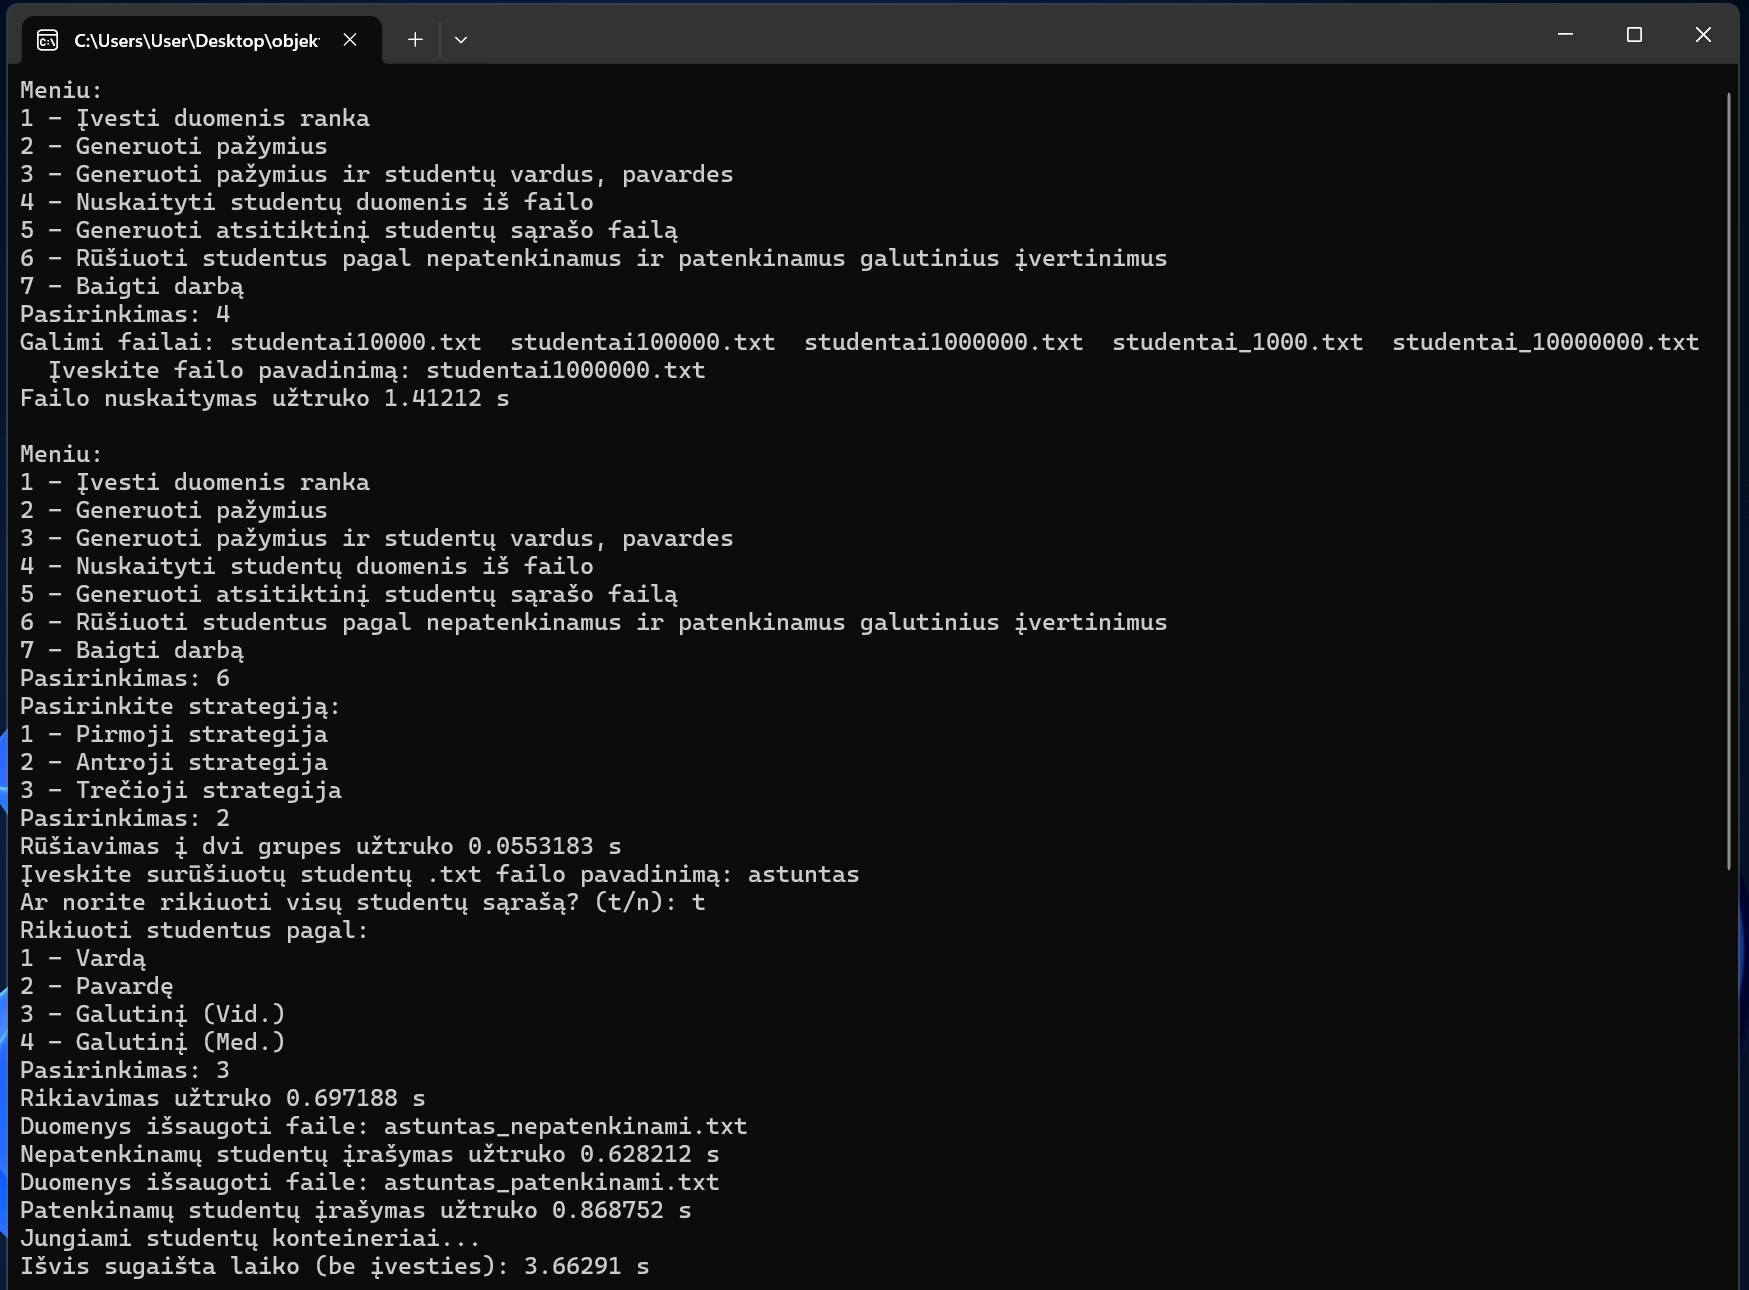 C:\Users\User\Desktop\objek
Meniu:
1 - Įvesti duomenis ranka
2 - Generuoti pažymius
3 - Generuoti pažymius ir studentų vardus, pavardes
4 - Nuskaityti studentų duomenis iš failo
5 - Generuoti atsitiktinį studentų sąrašo failą
6 - Rūšiuoti studentus pagal nepatenkinamus ir patenkinamus galutinius įvertinimus
7 - Baigti darbą
Pasirinkimas: 4
Galimi failai: studentai10000.txt  studentai100000.txt  studentai1000000.txt  studentai_1000.txt  studentai_10000000.txt
Įveskite failo pavadinimą: studentai1000000.txt
Failo nuskaitymas užtruko 1.41212 s
Meniu:
1 - Įvesti duomenis ranka
2 - Generuoti pažymius
3 - Generuoti pažymius ir studentų vardus, pavardes
4 - Nuskaityti studentų duomenis iš failo
5 - Generuoti atsitiktinį studentų sąrašo failą
6 - Rūšiuoti studentus pagal nepatenkinamus ir patenkinamus galutinius įvertinimus
7 - Baigti darbą
Pasirinkimas: 6
Pasirinkite strategiją:
1 - Pirmoji strategija
2 - Antroji strategija
3 - Trečioji strategija
Pasirinkimas: 2
Rūšiavimas į dvi grupes užtruko 0.0553183 s
Įveskite surūšiuotų studentų .txt failo pavadinimą: astuntas
Ar norite rikiuoti visų studentų sąrašą? (t/n): t
Rikiuoti studentus pagal:
1 - Vardą
2 - Pavardę
3 - Galutinį (Vid.)
4 - Galutinį (Med.)
Pasirinkimas: 3
Rikiavimas užtruko 0.697188 s
Duomenys išsaugoti faile: astuntas_nepatenkinami.txt
Nepatenkinamų studentų įrašymas užtruko 0.628212 s
Duomenys išsaugoti faile: astuntas_patenkinami.txt
Patenkinamų studentų įrašymas užtruko 0.868752 s
Jungiami studentų konteineriai...
Išvis sugaišta laiko (be įvesties): 3.66291 s